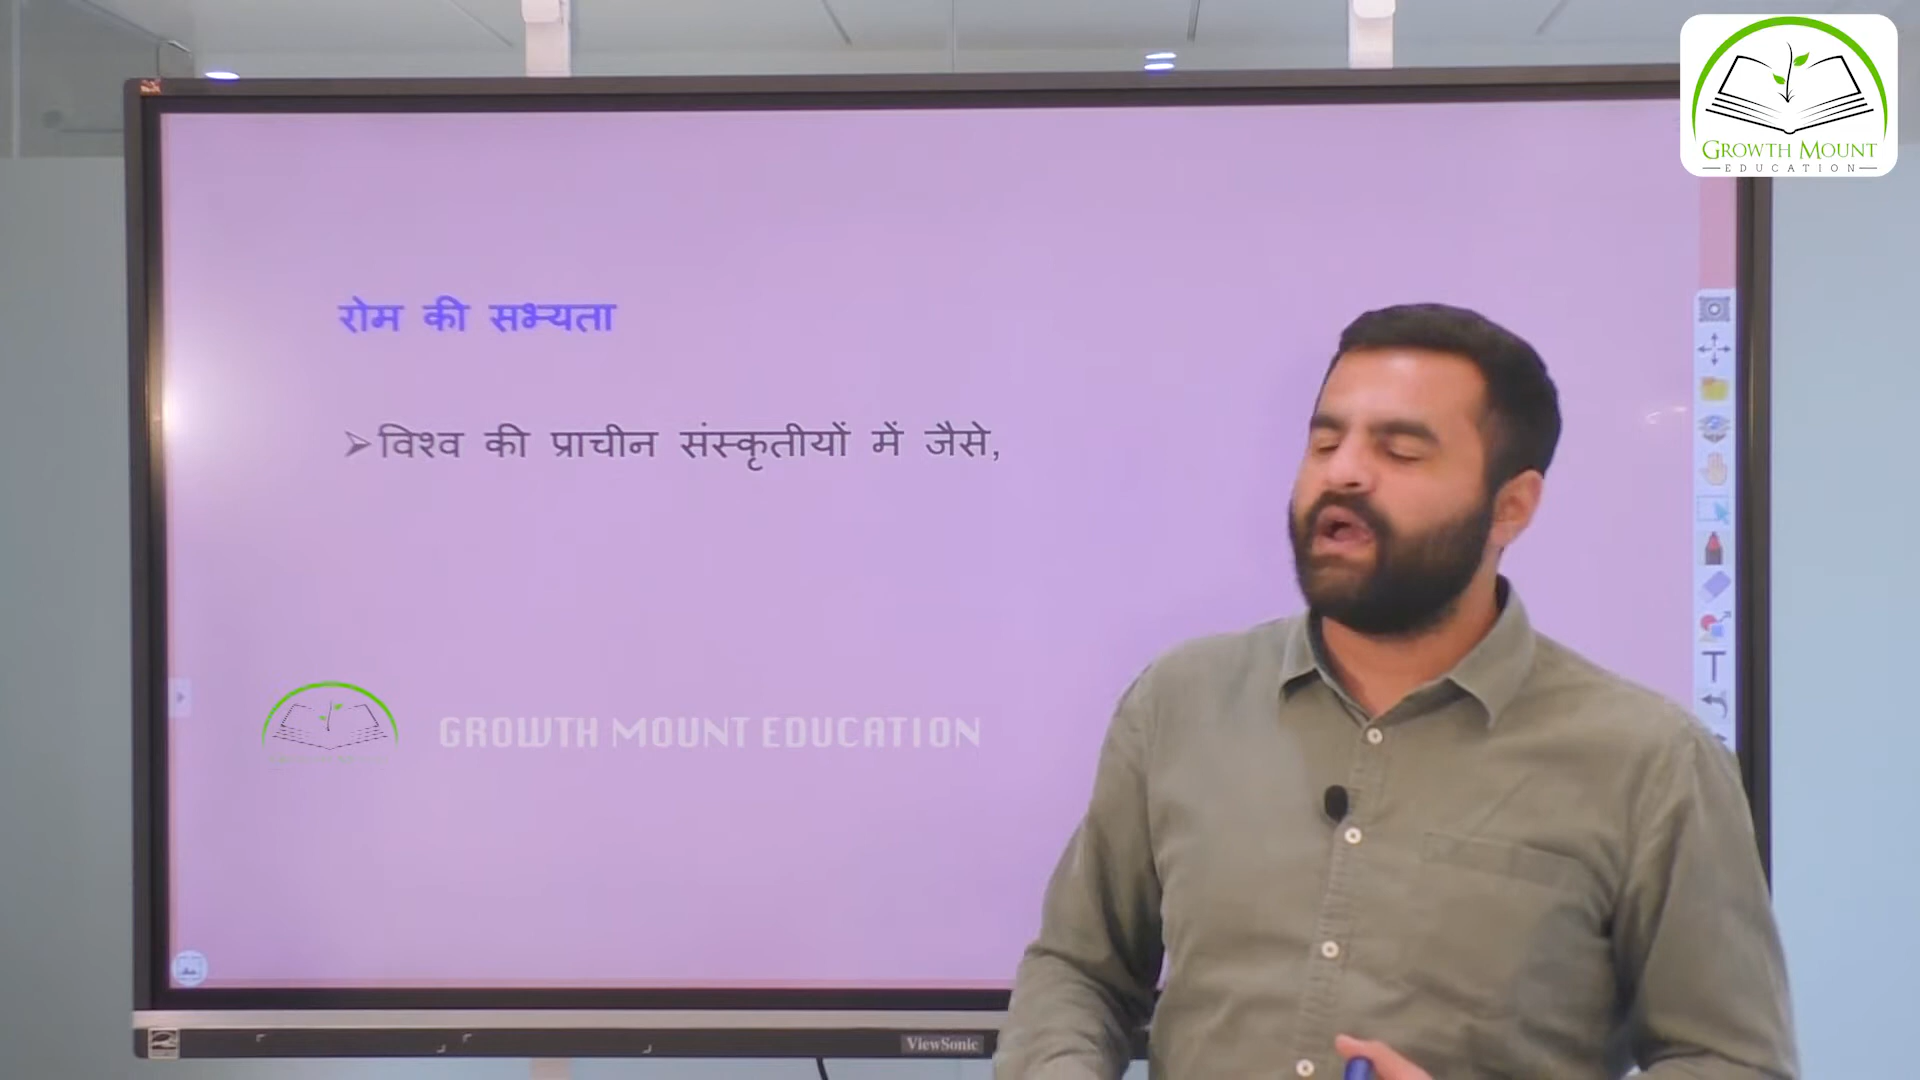 GROWTH MOUNT
EDUCATION
रोम की सभ्यता
➢विश्व की प्राचीन संस्कृतीयों में जैसे,
GROWTH MOUNT EDUCATION
T
ViewSonic